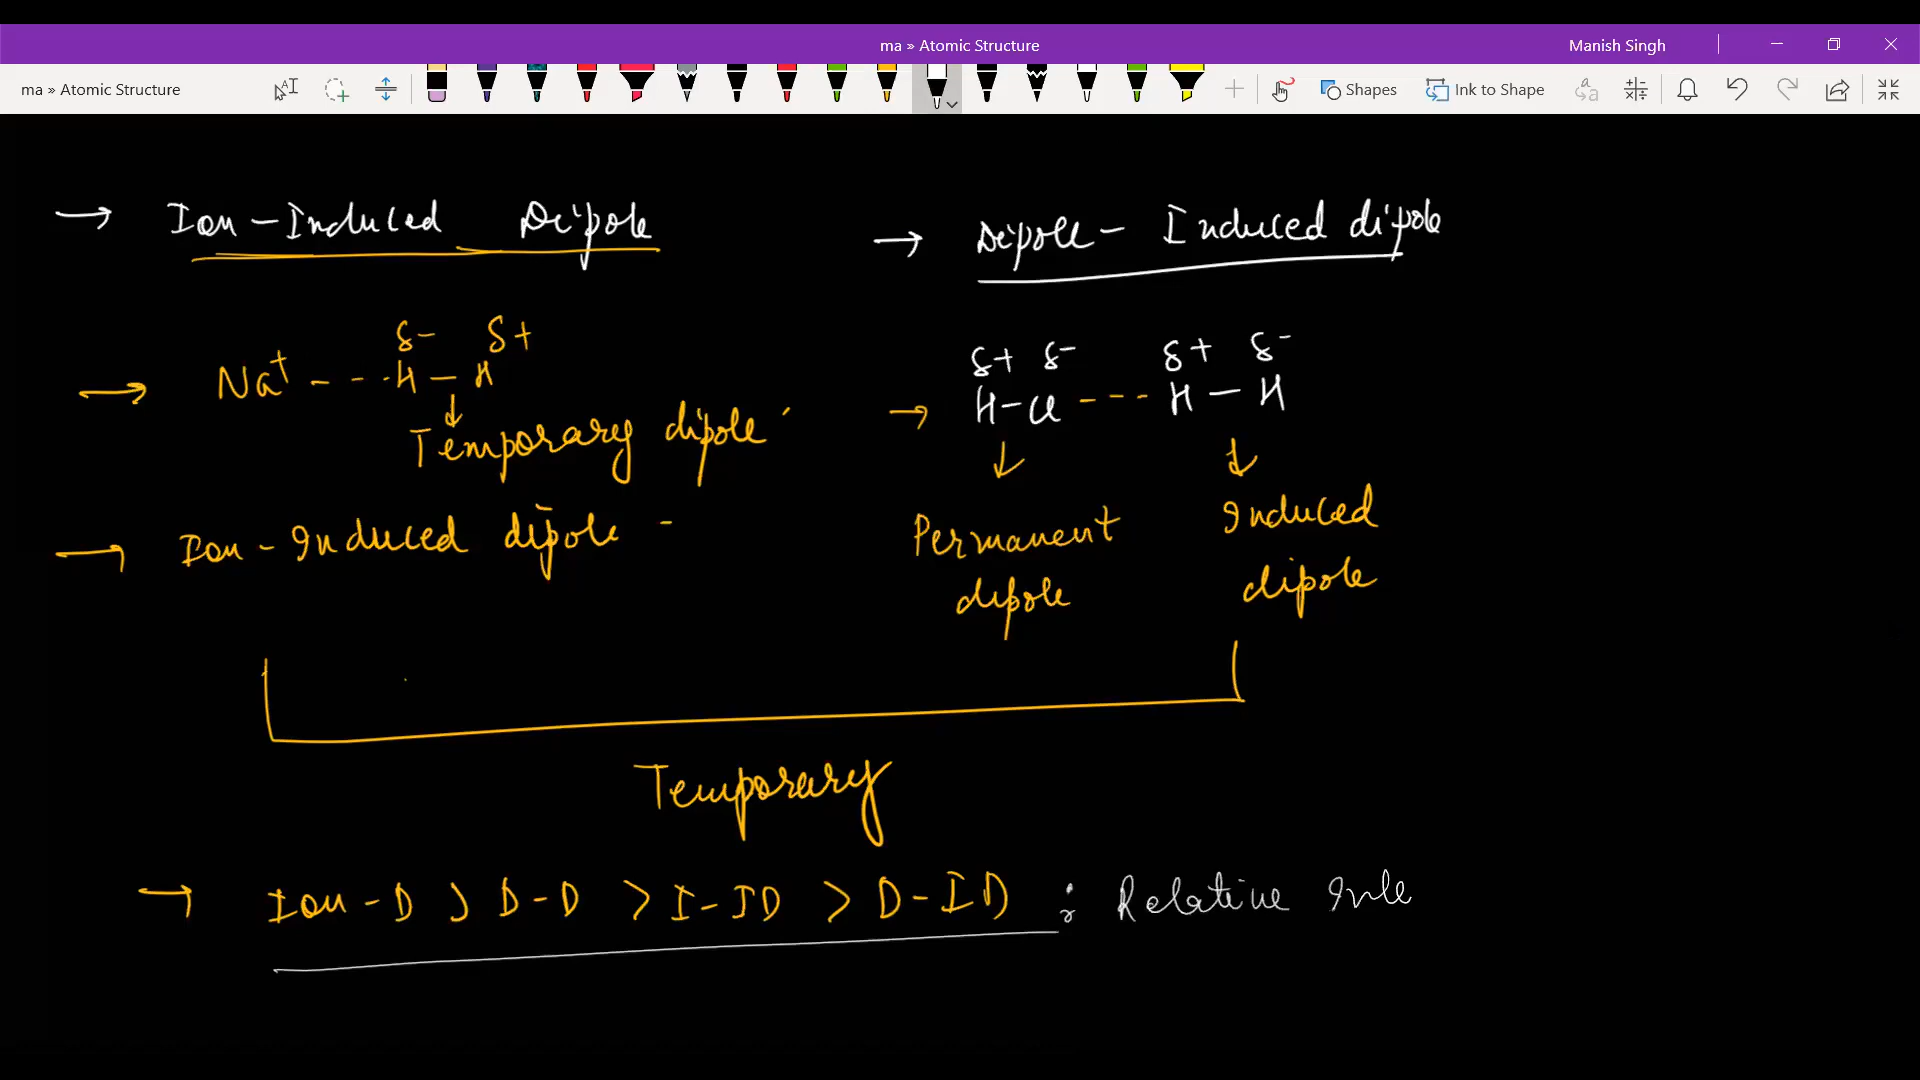 ma » Atomic Structure
Manish Singh
ma » Atomic Structure
Shapes
Ink to Shape
→ Ion-Induced Dipole
→ Dipole - Induced dipole
δ- δ+
→ Na+ - - - H - H
↓
Temporary dipole
δ+ δ- δ+ δ-
→ H-Cl - - - H - H
↓ ↓
Permanent dipole
Induced dipole
→ Ion - Induced dipole -
Temporary
→ Ion - D > D-D > I-ID > D-ID : Relative